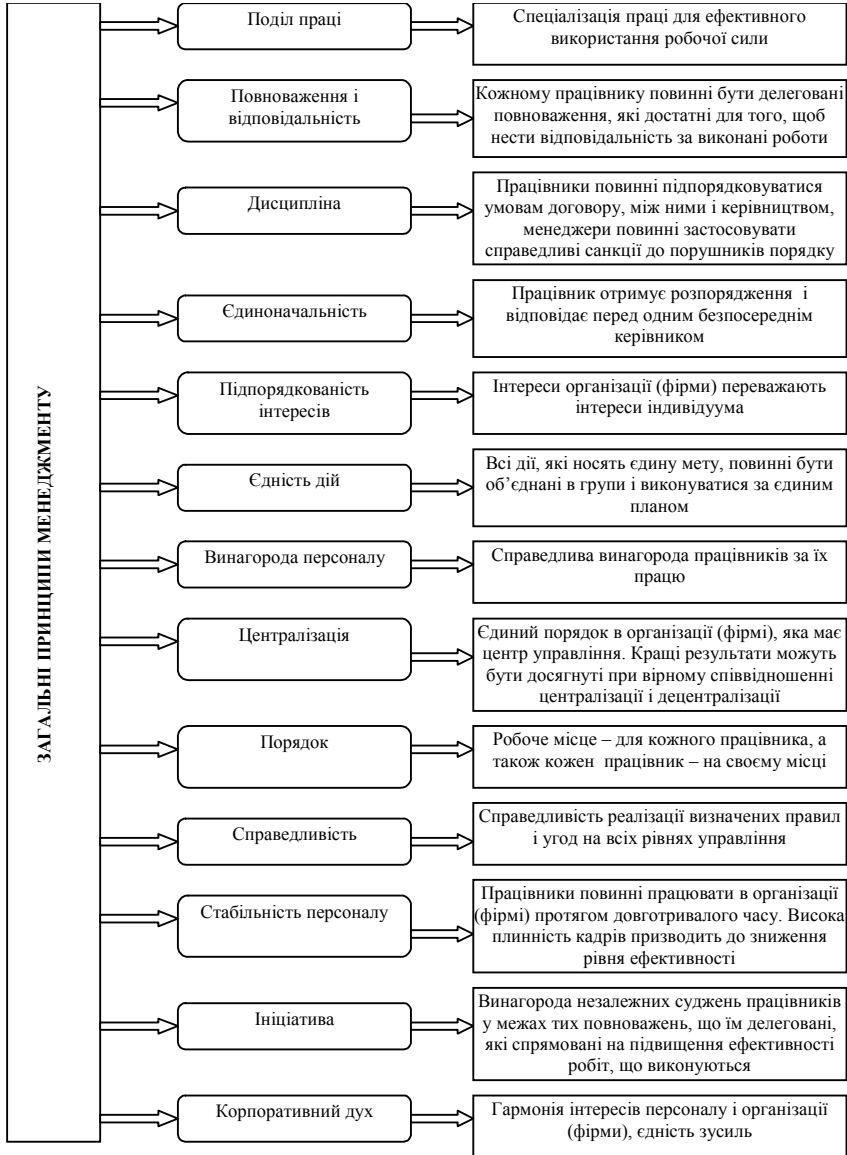 ЗАГАЛЬНІ ПРИНЦИПИ МЕНЕДЖМЕНТУ
Поділ праці
Спеціалізація праці для ефективного
використання робочої сили
Повноваження і
відповідальність
Кожному працівнику повинні бути делеговані
повноваження, які достатні для того, щоб
нести відповідальність за виконані роботи
Дисципліна
Працівники повинні підпорядковуватися
умовам договору, між ними і керівництвом,
менеджери повинні застосовувати
справедливі санкції до порушників порядку
Єдиноначальність
Працівник отримує розпорядження і
відповідає перед одним безпосереднім
керівником
Підпорядкованість
інтересів
Інтереси організації (фірми) переважають
інтереси індивідуума
Єдність дій
Всі дії, які носять єдину мету, повинні бути
об’єднані в групи і виконуватися за єдиним
планом
Винагорода персоналу
Справедлива винагорода працівників за їх
працю
Централізація
Єдиний порядок в організації (фірмі), яка має
центр управління. Кращі результати можуть
бути досягнуті при вірному співвідношенні
централізації і децентралізації
Порядок
Робоче місце – для кожного працівника, а
також кожен працівник – на своєму місці
Справедливість
Справедливість реалізації визначених правил
і угод на всіх рівнях управління
Стабільність персоналу
Працівники повинні працювати в організації
(фірмі) протягом довготривалого часу. Висока
плинність кадрів призводить до зниження
рівня ефективності
Ініціатива
Винагорода незалежних суджень працівників
у межах тих повноважень, що їм делеговані,
які спрямовані на підвищення ефективності
робіт, що виконуються
Корпоративний дух
Гармонія інтересів персоналу і організації
(фірми), єдність зусиль